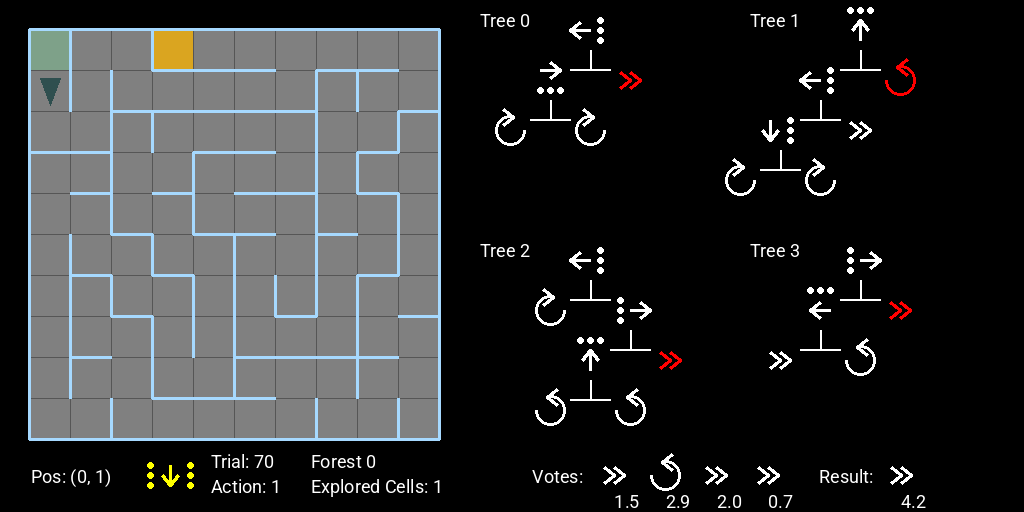 Tree 0
Tree 1
Tree 2
Tree 3
Pos: (0, 1)
Trial: 70
Forest 0
Action: 1
Explored Cells: 1
Votes:
1.5
2.9
2.0
0.7
Result:
4.2